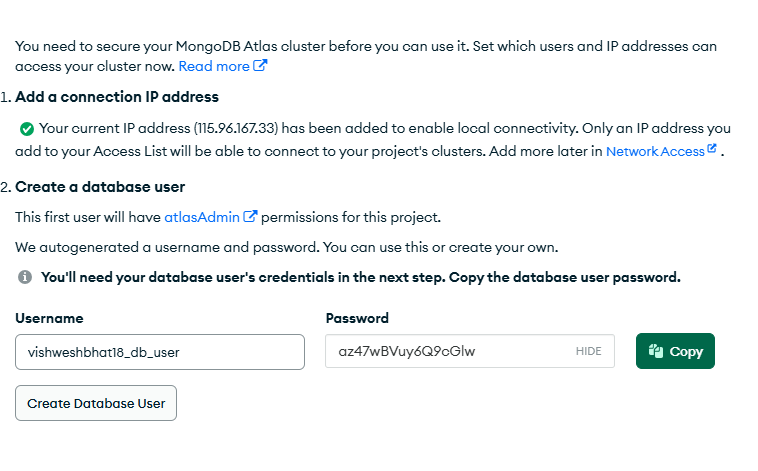 You need to secure your MongoDB Atlas cluster before you can use it. Set which users and IP addresses can
access your cluster now. Read more
1. Add a connection IP address
Your current IP address (115.96.167.33) has been added to enable local connectivity. Only an IP address you
add to your Access List will be able to connect to your project's clusters. Add more later in Network Access .
2. Create a database user
This first user will have atlasAdmin permissions for this project.
We autogenerated a username and password. You can use this or create your own.
You'll need your database user's credentials in the next step. Copy the database user password.
Username Password
vishweshbhat18_db_user az47wBVuy6Q9cGlw HIDE Copy
Create Database User